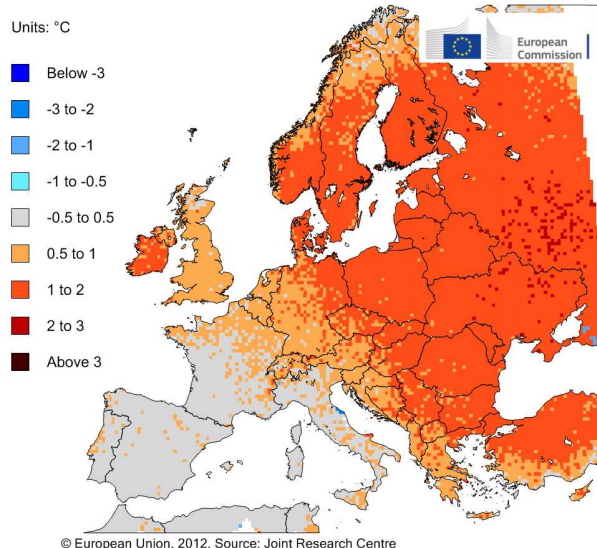 Units: °C
European
Commission
Below -3
-3 to -2
-2 to -1
-1 to -0.5
-0.5 to 0.5
0.5 to 1
1 to 2
2 to 3
Above 3
© European Union, 2012. Source: Joint Research Centre